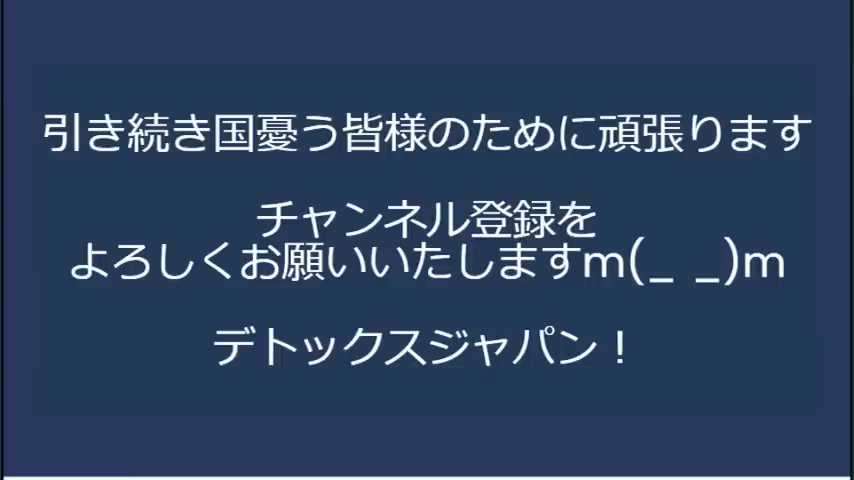 引き続き国憂う皆様のために頑張ります
チャンネル登録を
よろしくお願いいたしますm(_ _)m
デトックスジャパン！